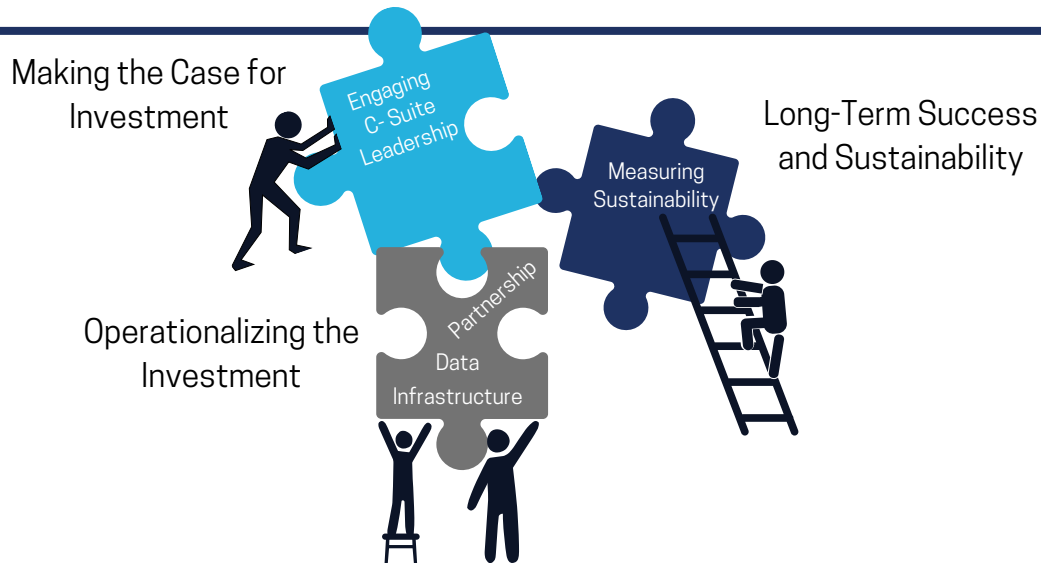 Making the Case for
Investment
Engaging
C- Suite
Leadership
Long-Term Success
and Sustainability
Measuring
Sustainability
Operationalizing the
Investment
Partnership
Data
Infrastructure